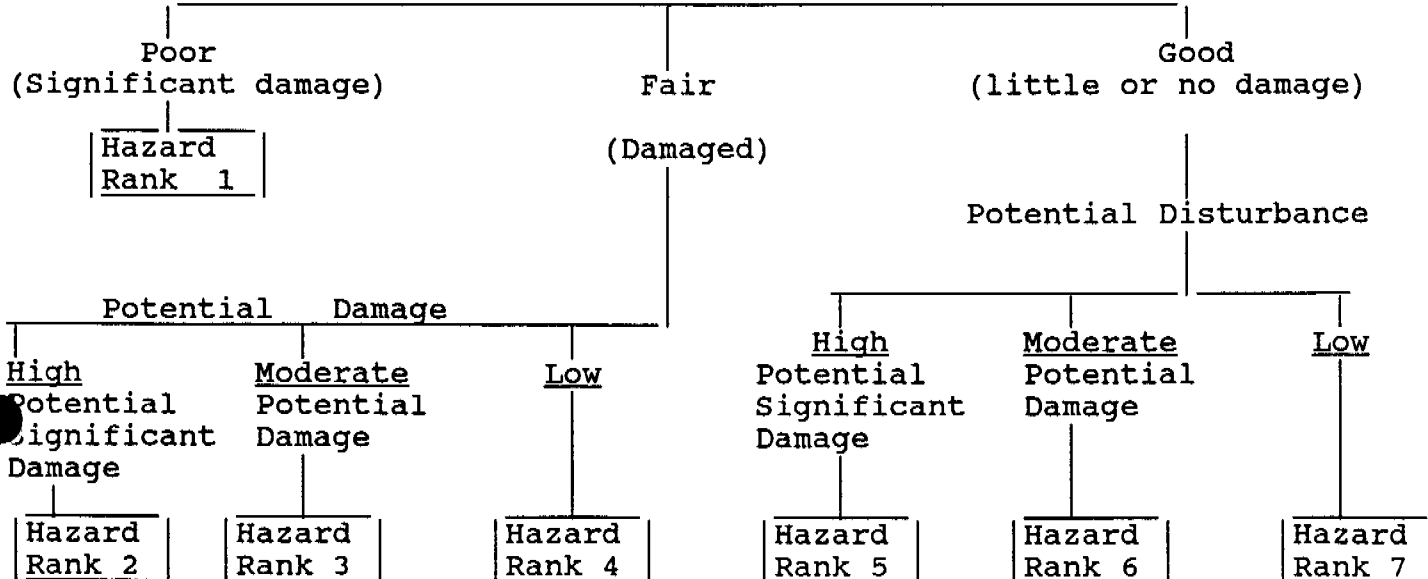 Poor
(Significant damage)
Hazard
Rank 1
Fair
(Damaged)
Good
(little or no damage)
Potential Disturbance
Potential Damage
High
Potential
Significant
Damage
Hazard
Rank 2
Moderate
Potential
Damage
Hazard
Rank 3
Low
Hazard
Rank 4
High
Potential
Significant
Damage
Hazard
Rank 5
Moderate
Potential
Damage
Hazard
Rank 6
Low
Hazard
Rank 7